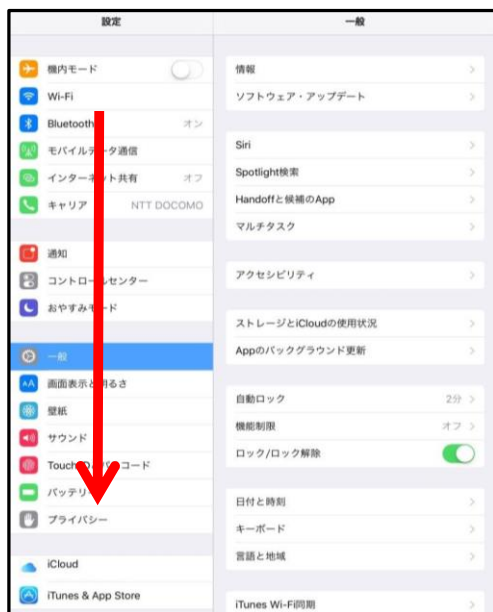 設定
機内モード
Wi-Fi
Bluetooth オン
モバイルデータ通信
インターネット共有 オフ
キャリア NTT DOCOMO
通知
コントロールセンター
おやすみモード
一般
画面表示と明るさ
壁紙
サウンド
Touch IDとパスコード
バッテリー
プライバシー
iCloud
iTunes & App Store
一般
情報
ソフトウェア・アップデート
Siri
Spotlight検索
Handoffと候補のApp
マルチタスク
アクセシビリティ
ストレージとiCloudの使用状況
Appのバックグラウンド更新
自動ロック 2分
機能制限 オフ
ロック/ロック解除
日付と時刻
キーボード
言語と地域
iTunes Wi-Fi同期